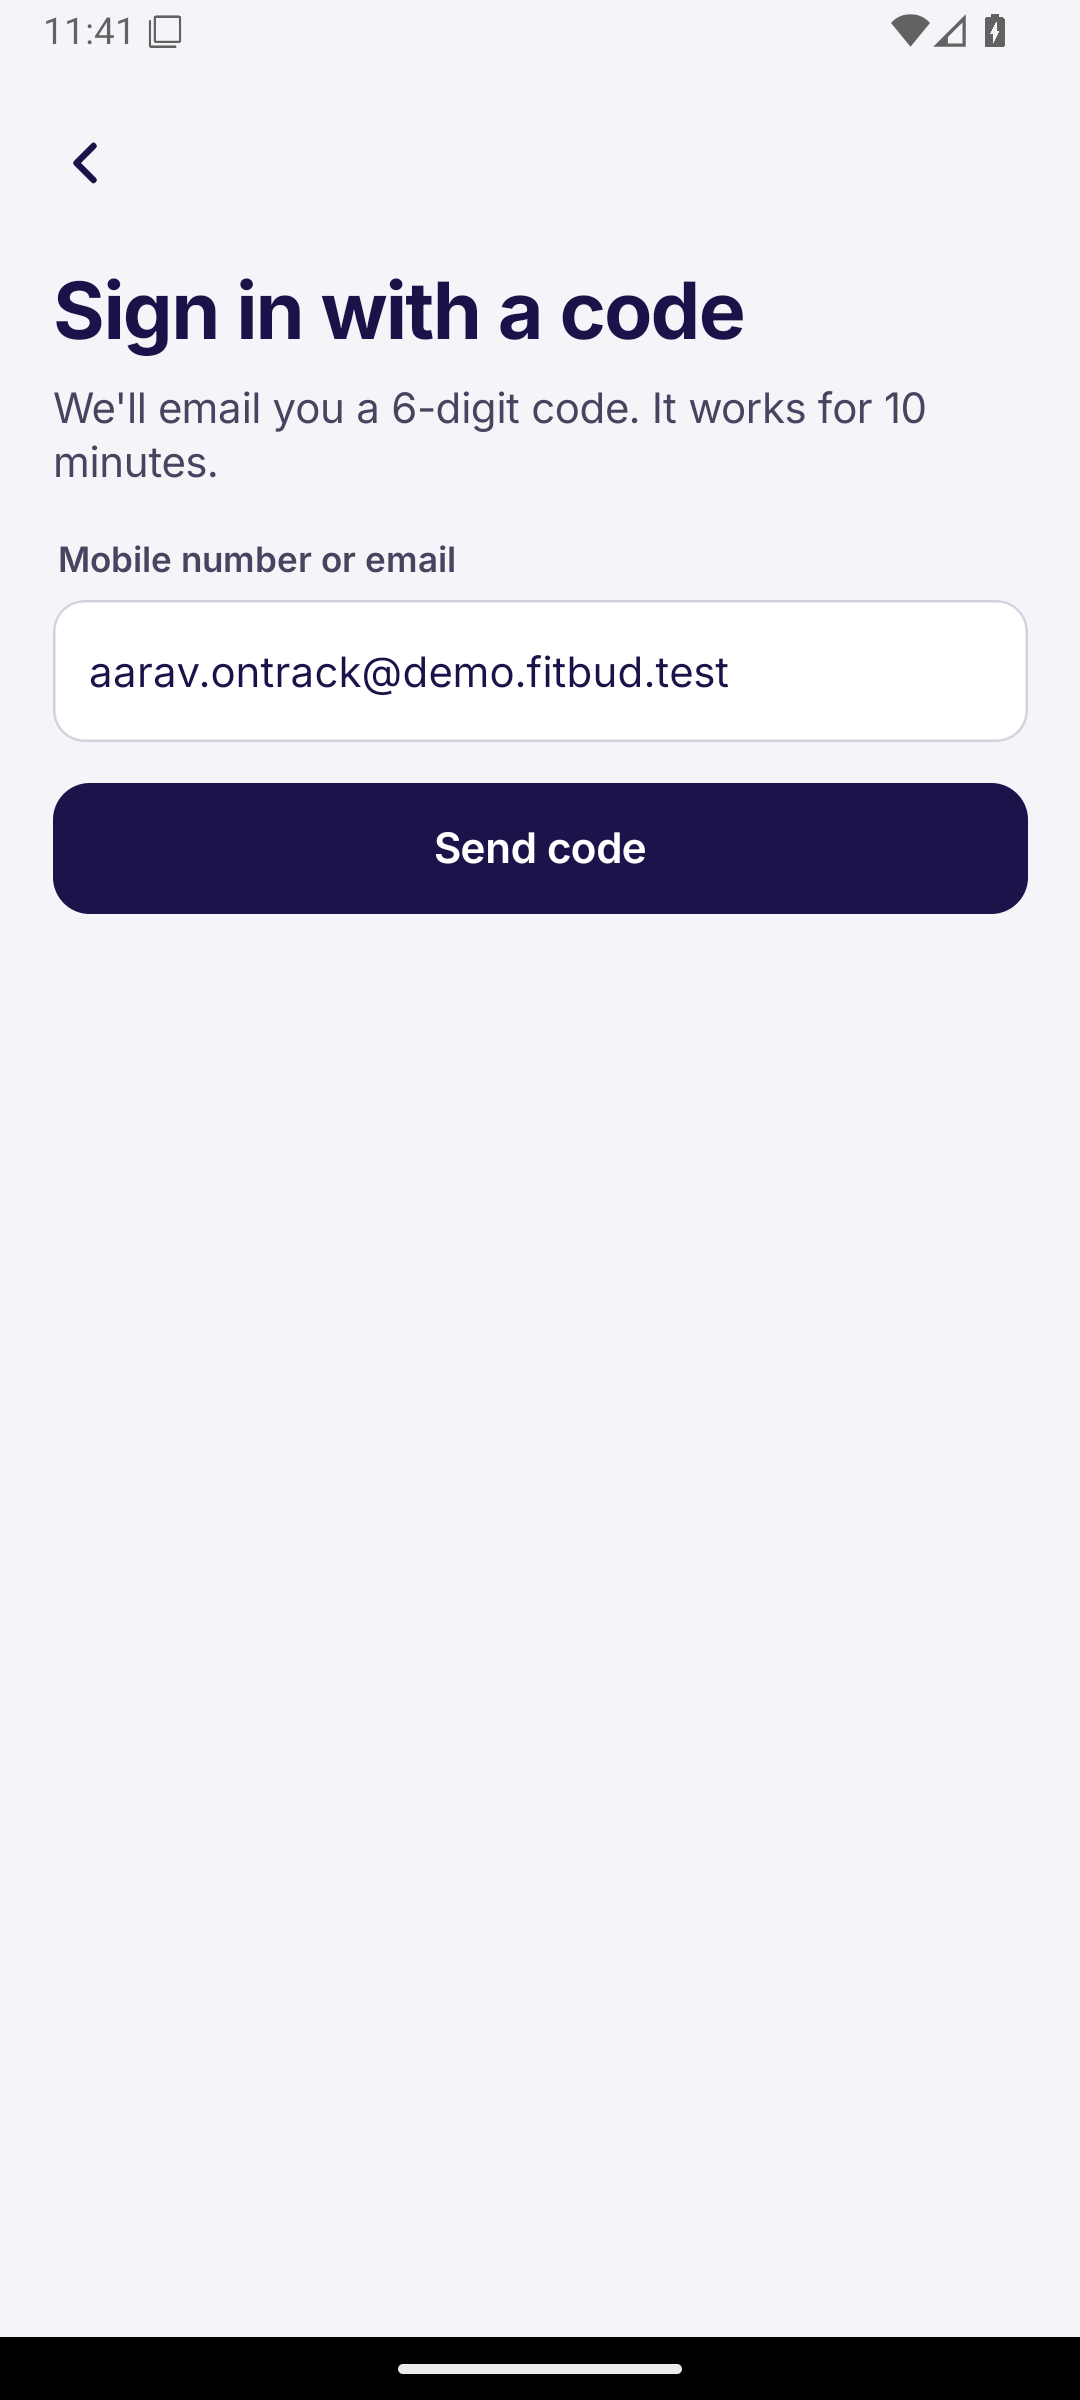 11:41
Sign in with a code
We'll email you a 6-digit code. It works for 10
minutes.
Mobile number or email
aarav.ontrack@demo.fitbud.test
Send code